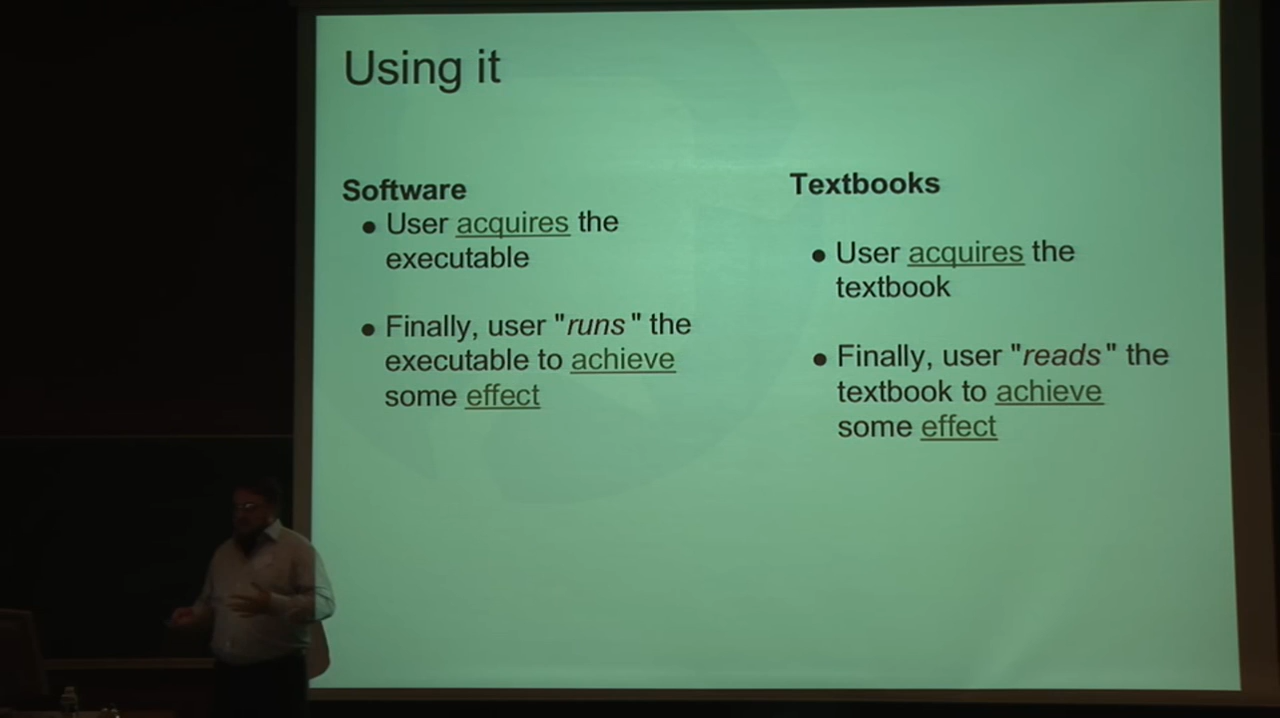 Using it
Software
● User acquires the
executable
● Finally, user "runs" the
executable to achieve
some effect
Textbooks
● User acquires the
textbook
● Finally, user "reads" the
textbook to achieve
some effect